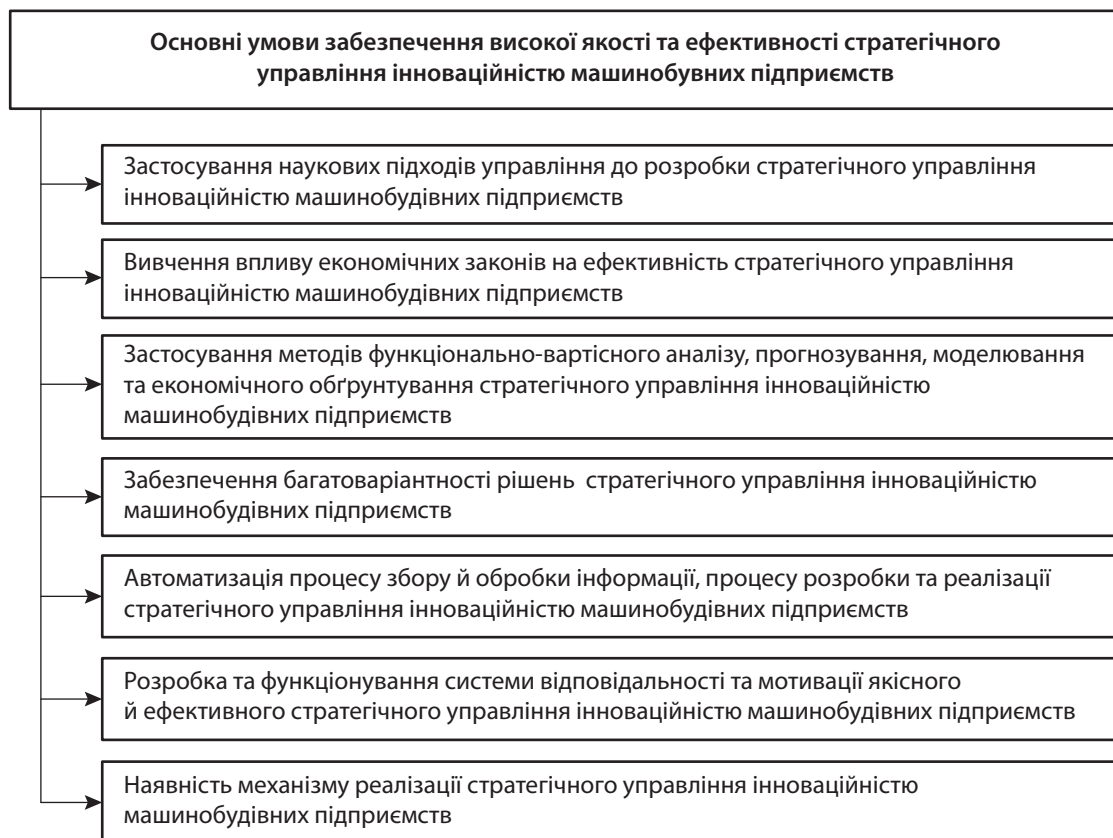 Основні умови забезпечення високої якості та ефективності стратегічного
управління інноваційністю машинобувних підприємств
Застосування наукових підходів управління до розробки стратегічного управління
інноваційністю машинобудівних підприємств
Вивчення впливу економічних законів на ефективність стратегічного управління
інноваційністю машинобудівних підприємств
Застосування методів функціонально-вартісного аналізу, прогнозування, моделювання
та економічного обґрунтування стратегічного управління інноваційністю
машинобудівних підприємств
Забезпечення багатоваріантності рішень стратегічного управління інноваційністю
машинобудівних підприємств
Автоматизація процесу збору й обробки інформації, процесу розробки та реалізації
стратегічного управління інноваційністю машинобудівних підприємств
Розробка та функціонування системи відповідальності та мотивації якісного
й ефективного стратегічного управління інноваційністю машинобудівних підприємств
Наявність механізму реалізації стратегічного управління інноваційністю
машинобудівних підприємств